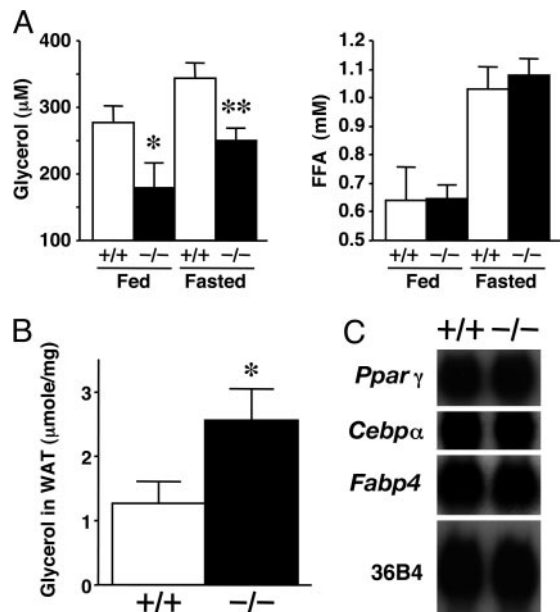 A
Glycerol (μM)
400
300
200
100
*
**
+/+ −/− +/+ −/−
Fed Fasted
FFA
(mM)
1.2
1.1
1.0
0.9
0.8
0.7
0.6
0.5
+/+ −/− +/+ −/−
Fed Fasted
B
Glycerol in WAT (μmole/mg)
3
2
1
0
*
+/+ −/−
C
+/+ −/−
Ppar γ
Cebpα
Fabp4
36B4